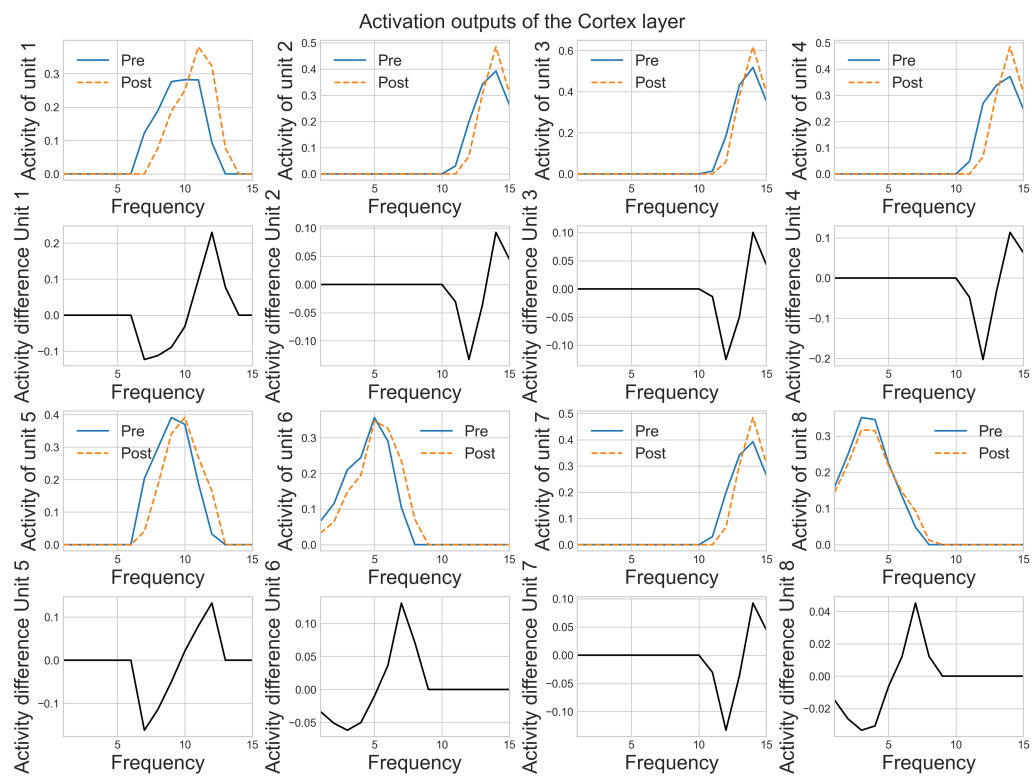 Activation outputs of the Cortex layer
Activity of unit 1
0.3
0.2
0.1
0.0
Pre
Post
5
10
15
Frequency
Activity of unit 2
0.5
0.4
0.3
0.2
0.1
0.0
Pre
Post
5
10
15
Frequency
Activity of unit 3
0.6
0.4
0.2
0.0
Pre
Post
5
10
15
Frequency
Activity of unit 4
0.5
0.4
0.3
0.2
0.1
0.0
Pre
Post
5
10
15
Frequency
Activity difference Unit 1
0.2
0.1
0.0
−0.1
5
10
15
Frequency
Activity difference Unit 2
0.10
0.05
0.00
−0.05
−0.10
5
10
15
Frequency
Activity difference Unit 3
0.10
0.05
0.00
−0.05
−0.10
5
10
15
Frequency
Activity difference Unit 4
0.1
0.0
−0.1
−0.2
5
10
15
Frequency
Activity of unit 5
0.4
0.3
0.2
0.1
0.0
Pre
Post
5
10
15
Frequency
Activity of unit 6
0.3
0.2
0.1
0.0
Pre
Post
5
10
15
Frequency
Activity of unit 7
0.5
0.4
0.3
0.2
0.1
0.0
Pre
Post
5
10
15
Frequency
Activity of unit 8
0.3
0.2
0.1
0.0
Pre
Post
5
10
15
Frequency
Activity difference Unit 5
0.1
0.0
−0.1
5
10
15
Frequency
Activity difference Unit 6
0.10
0.05
0.00
−0.05
5
10
15
Frequency
Activity difference Unit 7
0.10
0.05
0.00
−0.05
−0.10
5
10
15
Frequency
Activity difference Unit 8
0.04
0.02
0.00
−0.02
5
10
15
Frequency